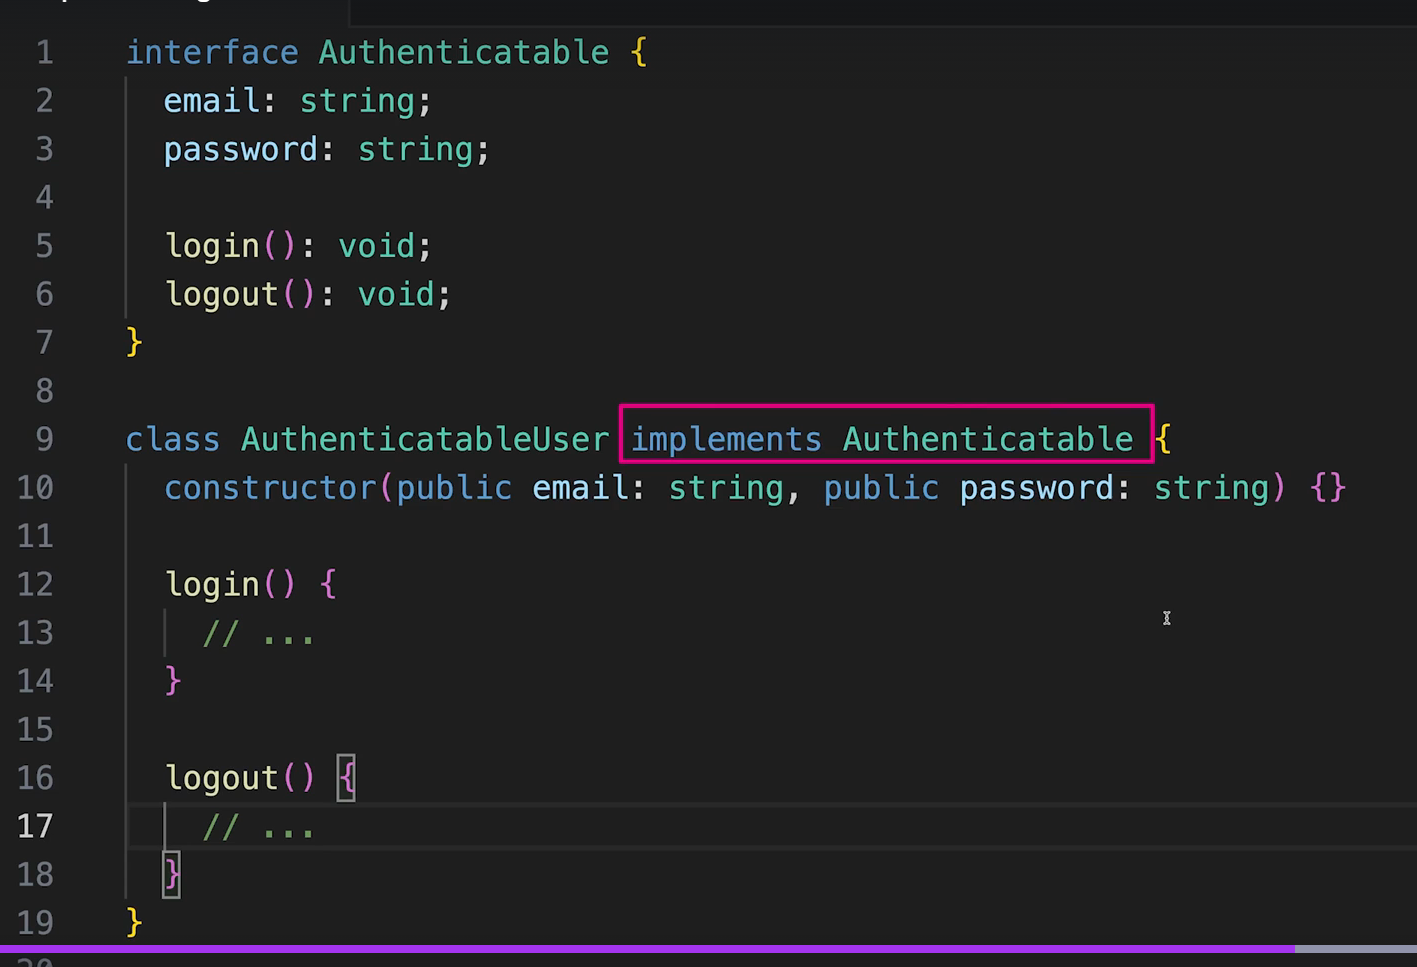 1 interface Authenticatable {
2 email: string;
3 password: string;
4
5 login(): void;
6 logout(): void;
7 }
8
9 class AuthenticatableUser implements Authenticatable {
10 constructor(public email: string, public password: string) {}
11
12 login() {
13 // ...
14 }
15
16 logout() {
17 // ...
18 }
19 }
20